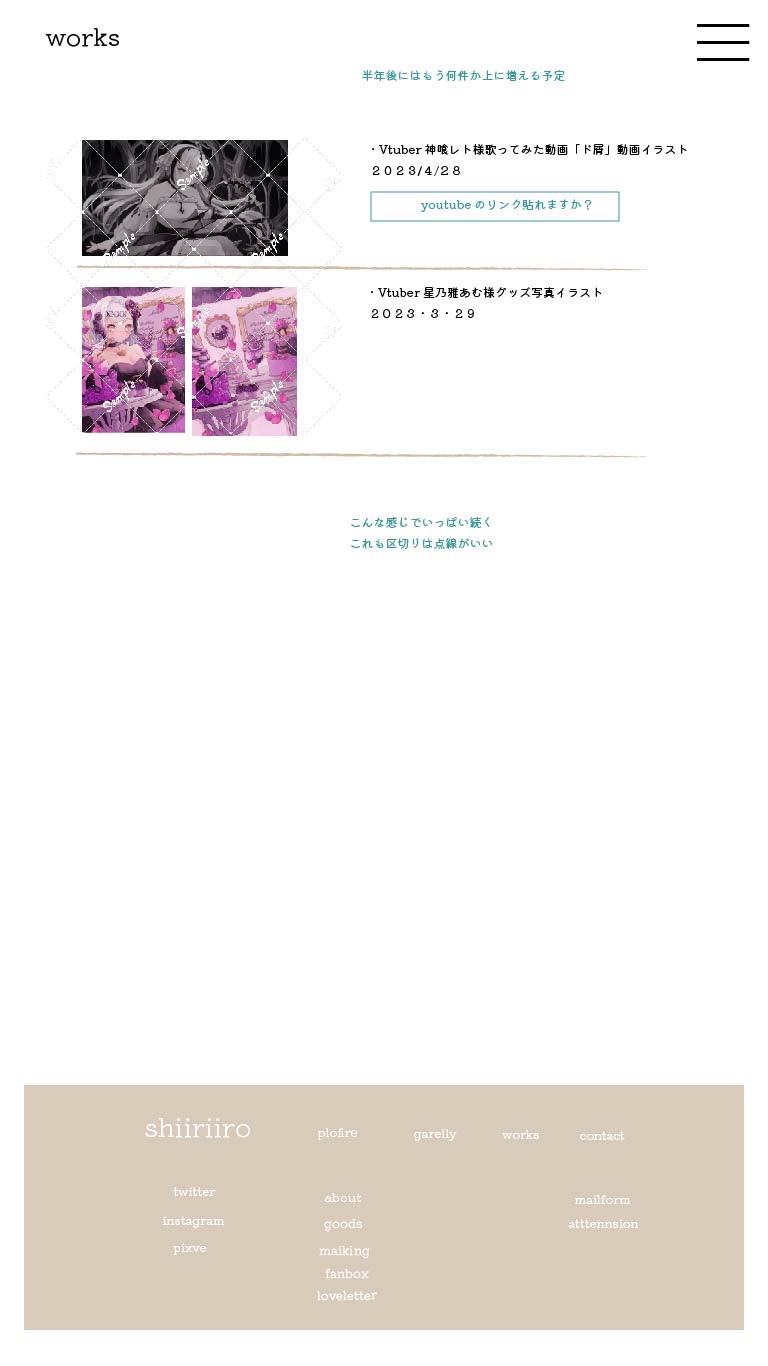 works
半年後にはもう何件か上に増える予定
・Vtuber 神喰レト様歌ってみた動画「ド屑」動画イラスト
２０２３/４/２８
youtube のリンク貼れますか？
Sample
Sample
Sample
・Vtuber 星乃雅あむ様グッズ写真イラスト
２０２３・３・２９
Sample
Sample
こんな感じでいっぱい続く
これも区切りは点線がいい
shiiriiro
plofire
garelly
works
contact
twitter
instagram
pixve
about
goods
maiking
fanbox
loveletter
mailform
atttennsion